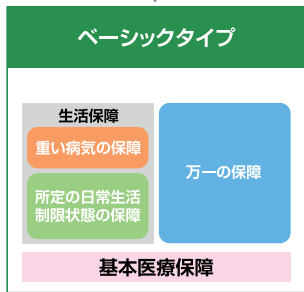 ベーシックタイプ
生活保障
重い病気の保障
所定の日常生活
制限状態の保障
万一の保障
基本医療保障